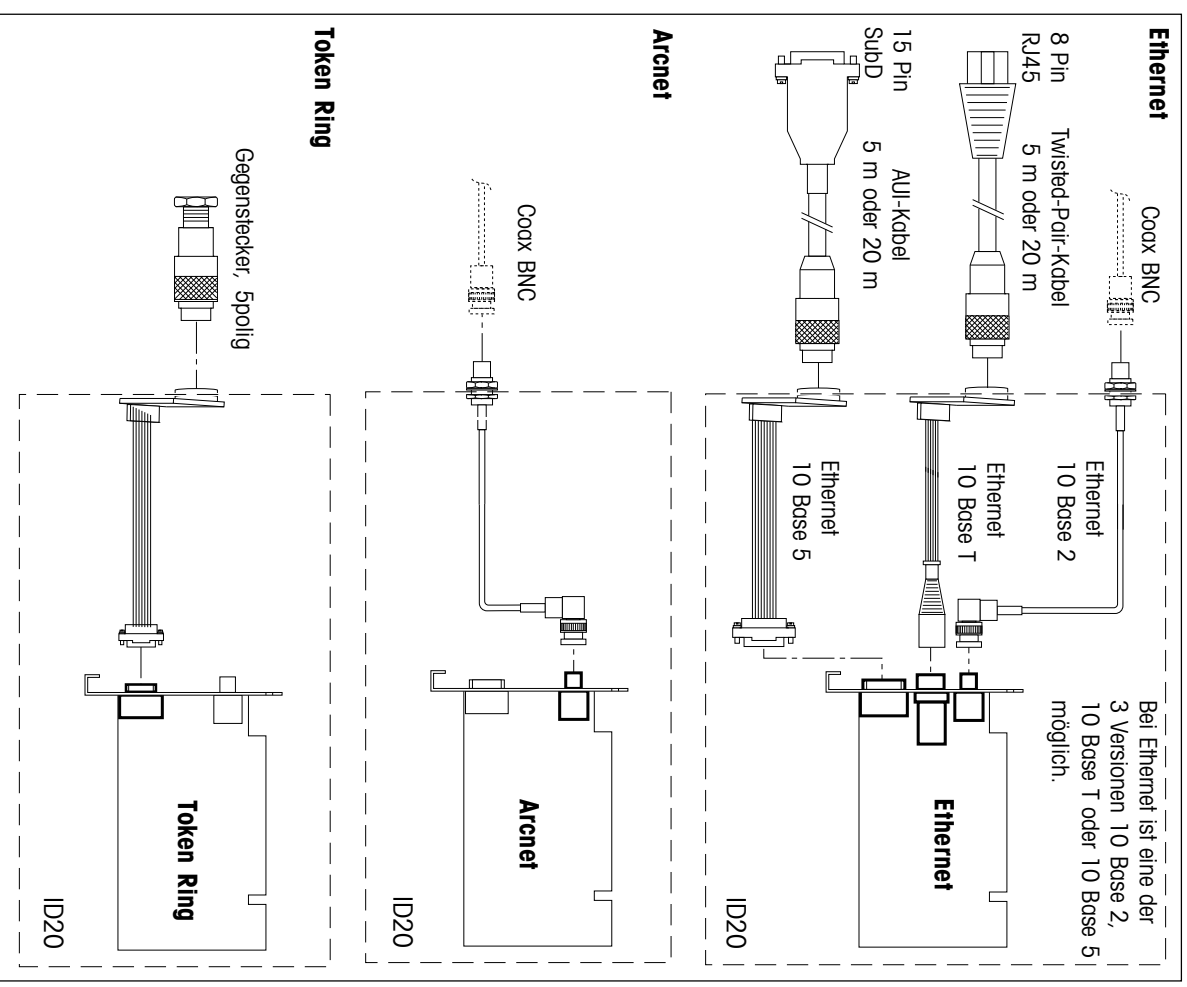 Ethernet
Coax BNC
8 Pin
RJ45
Twisted-Pair-Kabel
5 m oder 20 m
15 Pin
SubD
AUI-Kabel
5 m oder 20 m
Ethernet
10 Base 2
Ethernet
10 Base T
Ethernet
10 Base 5
Bei Ethernet ist eine der
3 Versionen 10 Base 2,
10 Base T oder 10 Base 5
möglich.
Ethernet
ID20
Arcnet
Coax BNC
Arcnet
ID20
Token Ring
Gegenstecker, 5polig
Token Ring
ID20